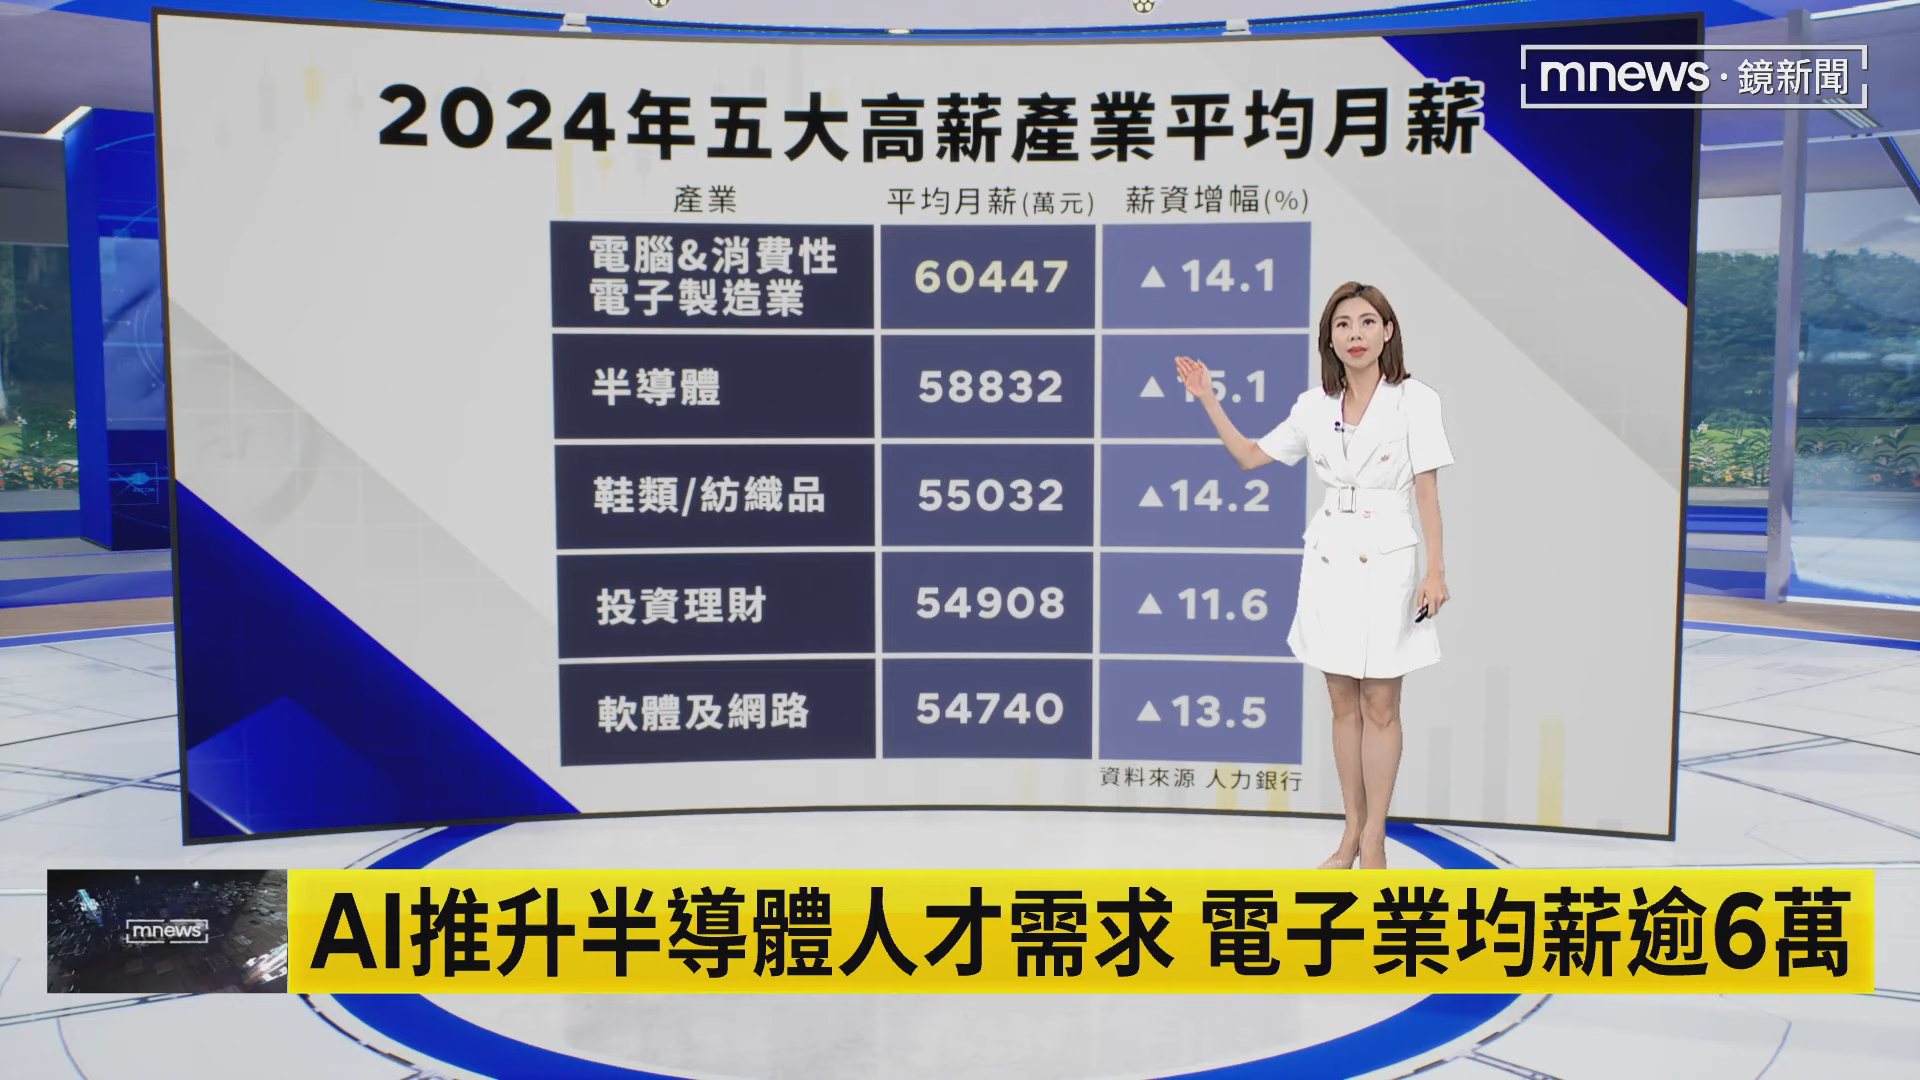 mnews·鏡新聞
2024年五大高薪產業平均月薪
產業 平均月薪(萬元) 薪資增幅(%)
電腦&消費性
電子製造業 60447 ▲ 14.1
半導體 58832 ▲ 15.1
鞋類/紡織品 55032 ▲14.2
投資理財 54908 ▲ 11.6
軟體及網路 54740 ▲13.5
資料來源 人力銀行
mnews
AI推升半導體人才需求 電子業均薪逾6萬